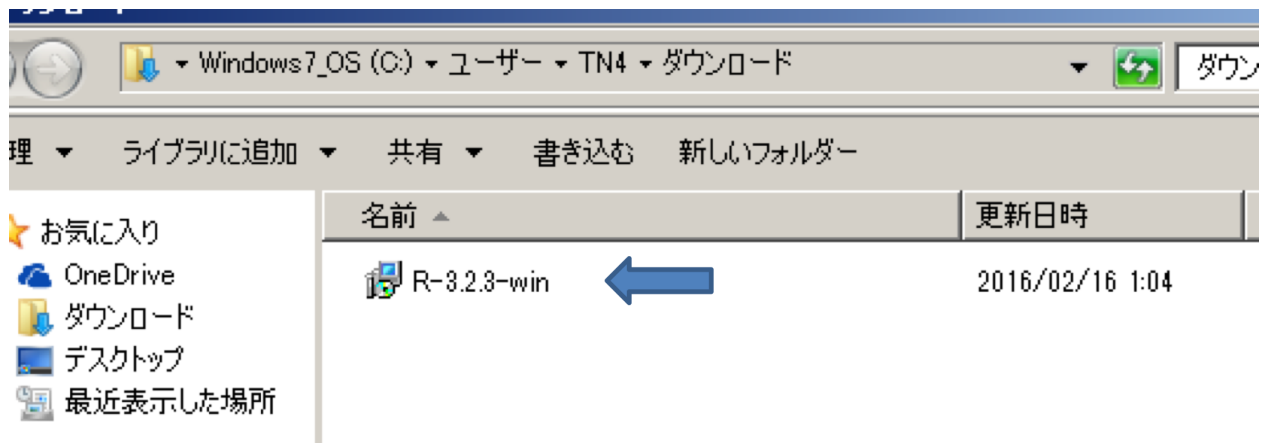 Windows7_OS (C:) ユーザー TN4 ダウンロード ダウン
理 ライブラリに追加 共有 書き込む 新しいフォルダー
名前 更新日時
お気に入り
OneDrive
R-3.2.3-win 2016/02/16 1:04
ダウンロード
デスクトップ
最近表示した場所